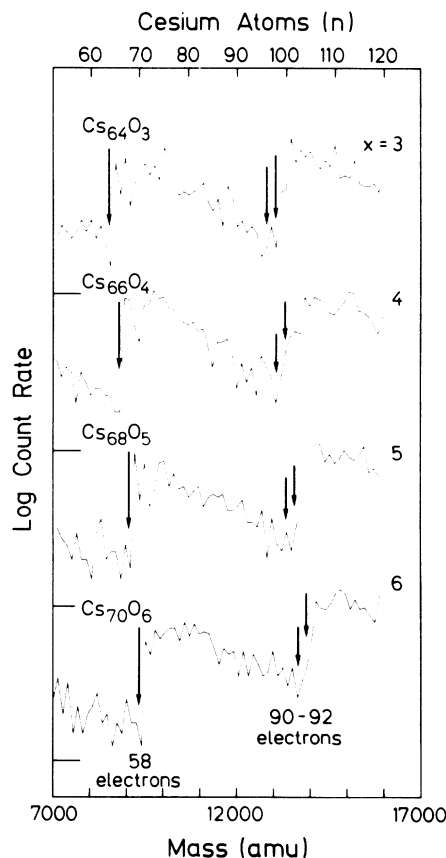 Cesium Atoms (n)
60 70 80 90 100 110 120
Cs₆₄O₃
x = 3
Cs₆₆O₄
4
Cs₆₈O₅
5
Cs₇₀O₆
6
58
electrons
90-92
electrons
Log Count Rate
7000 12000 17000
Mass (amu)